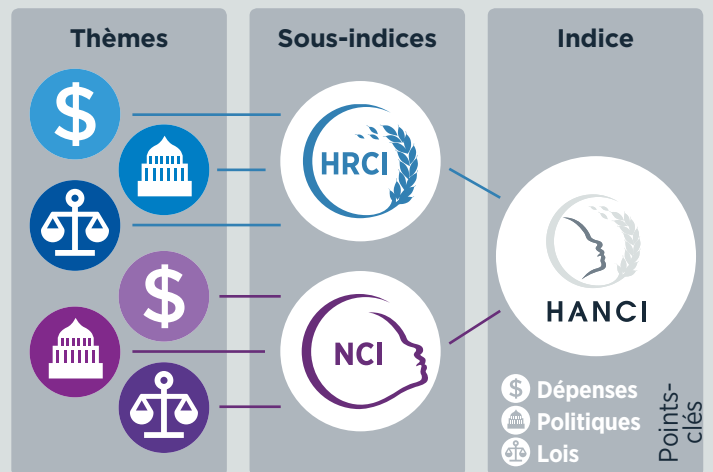 Thèmes
Sous-indices
Indice
$
HRCI
$
NCI
HANCI
$ Dépenses
Politiques
Lois
Points-
clés